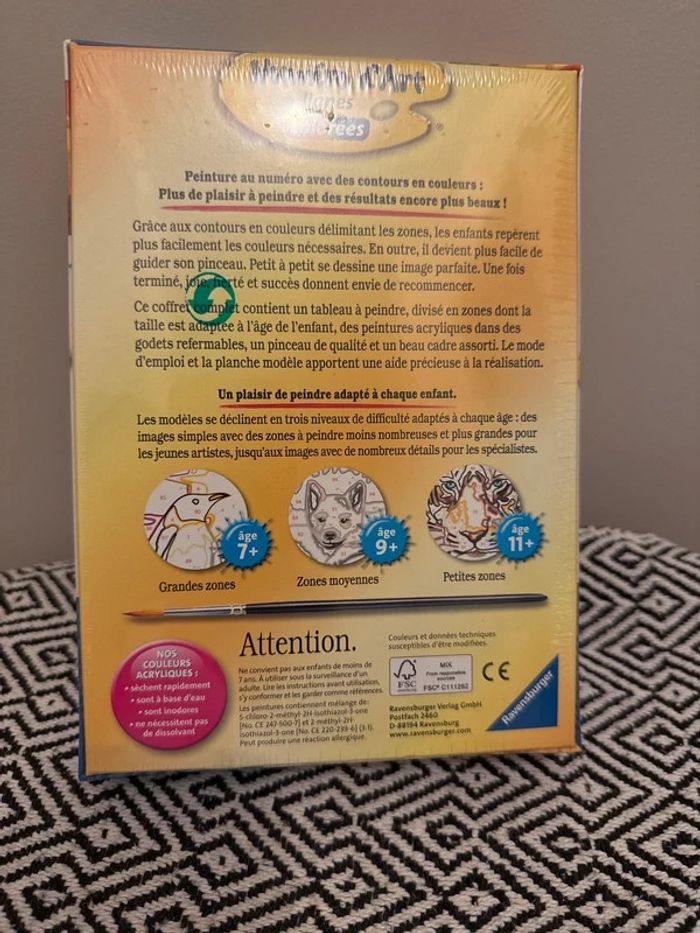 Numéro d'Art
lignes
colorées
Peinture au numéro avec des contours en couleurs :
Plus de plaisir à peindre et des résultats encore plus beaux !
Grâce aux contours en couleurs délimitant les zones, les enfants repèrent
plus facilement les couleurs nécessaires. En outre, il devient plus facile de
guider son pinceau. Petit à petit se dessine une image parfaite. Une fois
terminé, joie, fierté et succès donnent envie de recommencer.
Ce coffret complet contient un tableau à peindre, divisé en zones dont la
taille est adaptée à l'âge de l'enfant, des peintures acryliques dans des
godets refermables, un pinceau de qualité et un beau cadre assorti. Le mode
d'emploi et la planche modèle apportent une aide précieuse à la réalisation.
Un plaisir de peindre adapté à chaque enfant.
Les modèles se déclinent en trois niveaux de difficulté adaptés à chaque âge : des
images simples avec des zones à peindre moins nombreuses et plus grandes pour
les jeunes artistes, jusqu'aux images avec de nombreux détails pour les spécialistes.
âge
7+
âge
9+
âge
11+
Grandes zones
Zones moyennes
Petites zones
NOS
COULEURS
ACRYLIQUES :
• sèchent rapidement
• sont à base d'eau
• sont inodores
• ne nécessitent pas
de dissolvant
Attention.
Ne convient pas aux enfants de moins de
7 ans. À utiliser sous la surveillance d'un
adulte. Lire les instructions avant utilisation,
s'y conformer et les garder comme référence.
Les peintures contiennent mélange de:
5-chloro-2-méthyl-2H-isothiazol-3-one
[No. CE 247-500-7] et 2-méthyl-2H-
isothiazol-3-one [No. CE 220-239-6] (3:1).
Peut produire une réaction allergique.
Couleurs et données techniques
susceptibles d'être modifiées.
FSC
MIX
From responsible
sources
FSC® C111262
CE
Ravensburger Verlag GmbH
Postfach 2460
D-88194 Ravensburg
www.ravensburger.com
Ravensburger